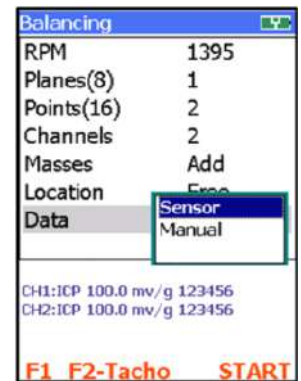 Balancing
RPM 1395
Planes(8) 1
Points(16) 2
Channels 2
Masses Add
Location Free
Data Sensor
Manual
CH1:ICP 100.0 mv/g 123456
CH2:ICP 100.0 mv/g 123456
F1 F2-Tacho START